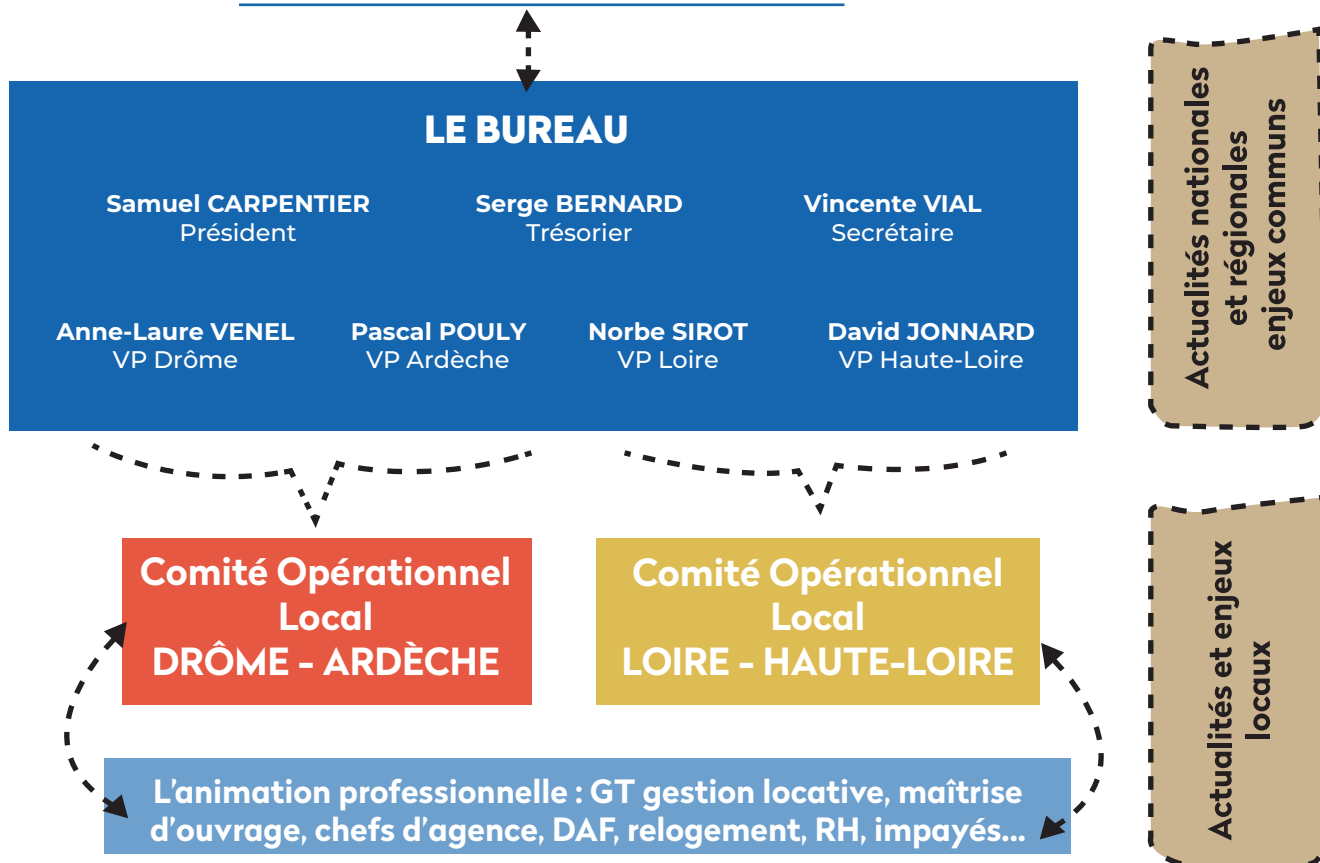 LE BUREAU
Samuel CARPENTIER
Président
Serge BERNARD
Trésorier
Vincente VIAL
Secrétaire
Anne-Laure VENEL
VP Drôme
Pascal POULY
VP Ardèche
Norbe SIROT
VP Loire
David JONNARD
VP Haute-Loire
Actualités nationales
et régionales
enjeux communs
Comité Opérationnel
Local
DRÔME - ARDÈCHE
Comité Opérationnel
Local
LOIRE - HAUTE-LOIRE
Actualités et enjeux
locaux
L'animation professionnelle : GT gestion locative, maîtrise
d'ouvrage, chefs d'agence, DAF, relogement, RH, impayés...